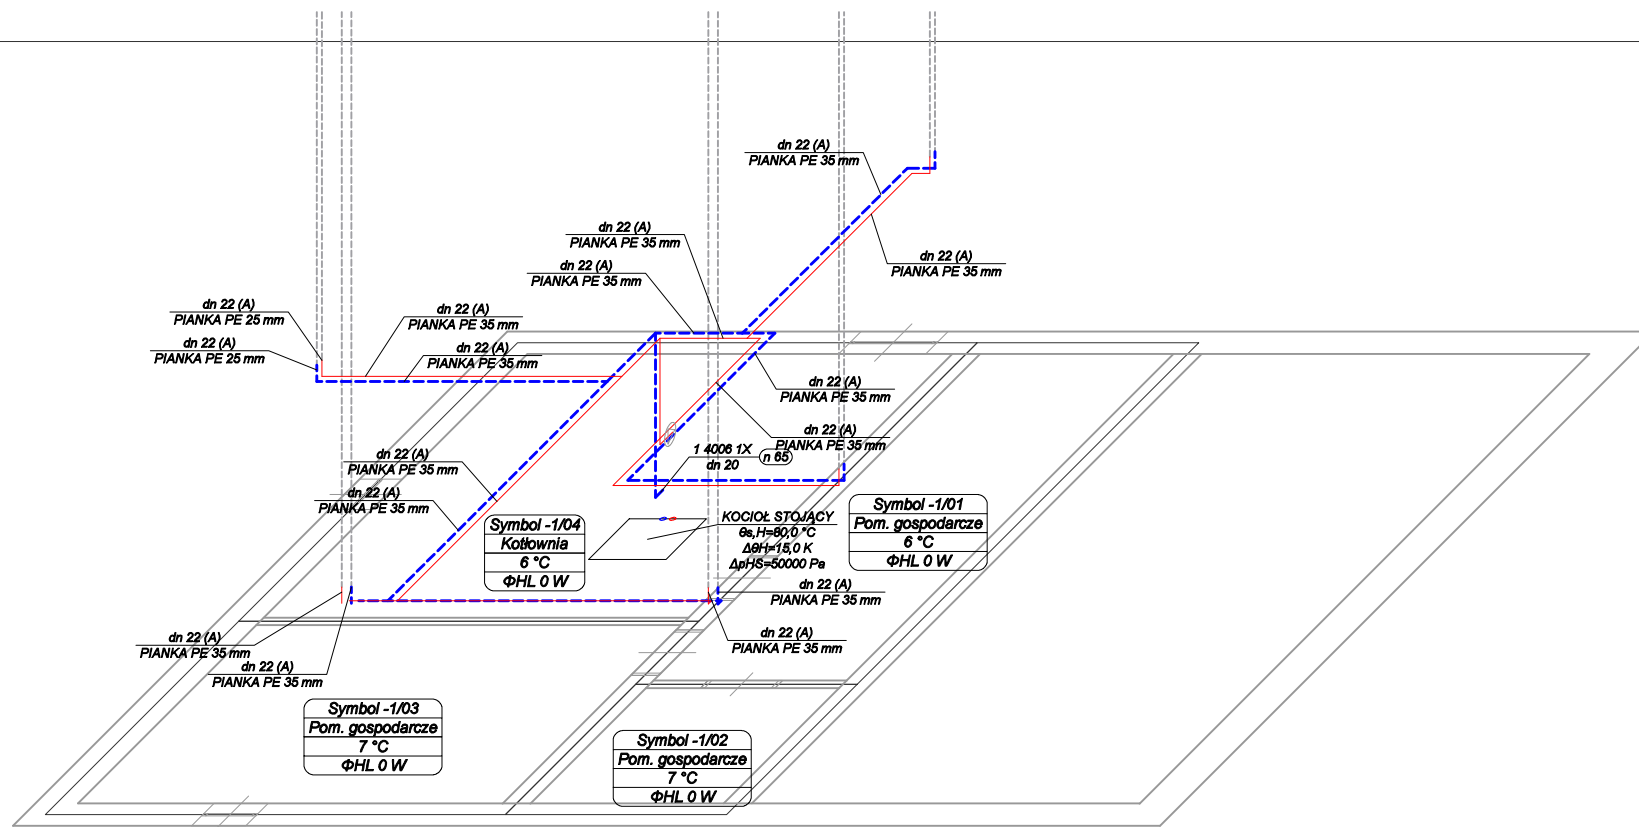 dn 22 (A)
PIANKA PE 35 mm
dn 22 (A)
PIANKA PE 35 mm
dn 22 (A)
PIANKA PE 35 mm
dn 22 (A)
PIANKA PE 35 mm
dn 22 (A)
PIANKA PE 25 mm
dn 22 (A)
PIANKA PE 35 mm
dn 22 (A)
PIANKA PE 25 mm
dn 22 (A)
PIANKA PE 35 mm
dn 22 (A)
PIANKA PE 35 mm
dn 22 (A)
PIANKA PE 35 mm
1 4006 1X
dn 20
n 65
dn 22 (A)
PIANKA PE 35 mm
dn 22 (A)
PIANKA PE 35 mm
Symbol -1/04
Kotłownia
6 °C
ΦHL 0 W
KOCIOŁ STOJĄCY
θs,H=80,0 °C
ΔθH=15,0 K
ΔpHS=50000 Pa
Symbol -1/01
Pom. gospodarcze
6 °C
ΦHL 0 W
dn 22 (A)
PIANKA PE 35 mm
dn 22 (A)
PIANKA PE 35 mm
dn 22 (A)
PIANKA PE 35 mm
dn 22 (A)
PIANKA PE 35 mm
Symbol -1/03
Pom. gospodarcze
7 °C
ΦHL 0 W
Symbol -1/02
Pom. gospodarcze
7 °C
ΦHL 0 W